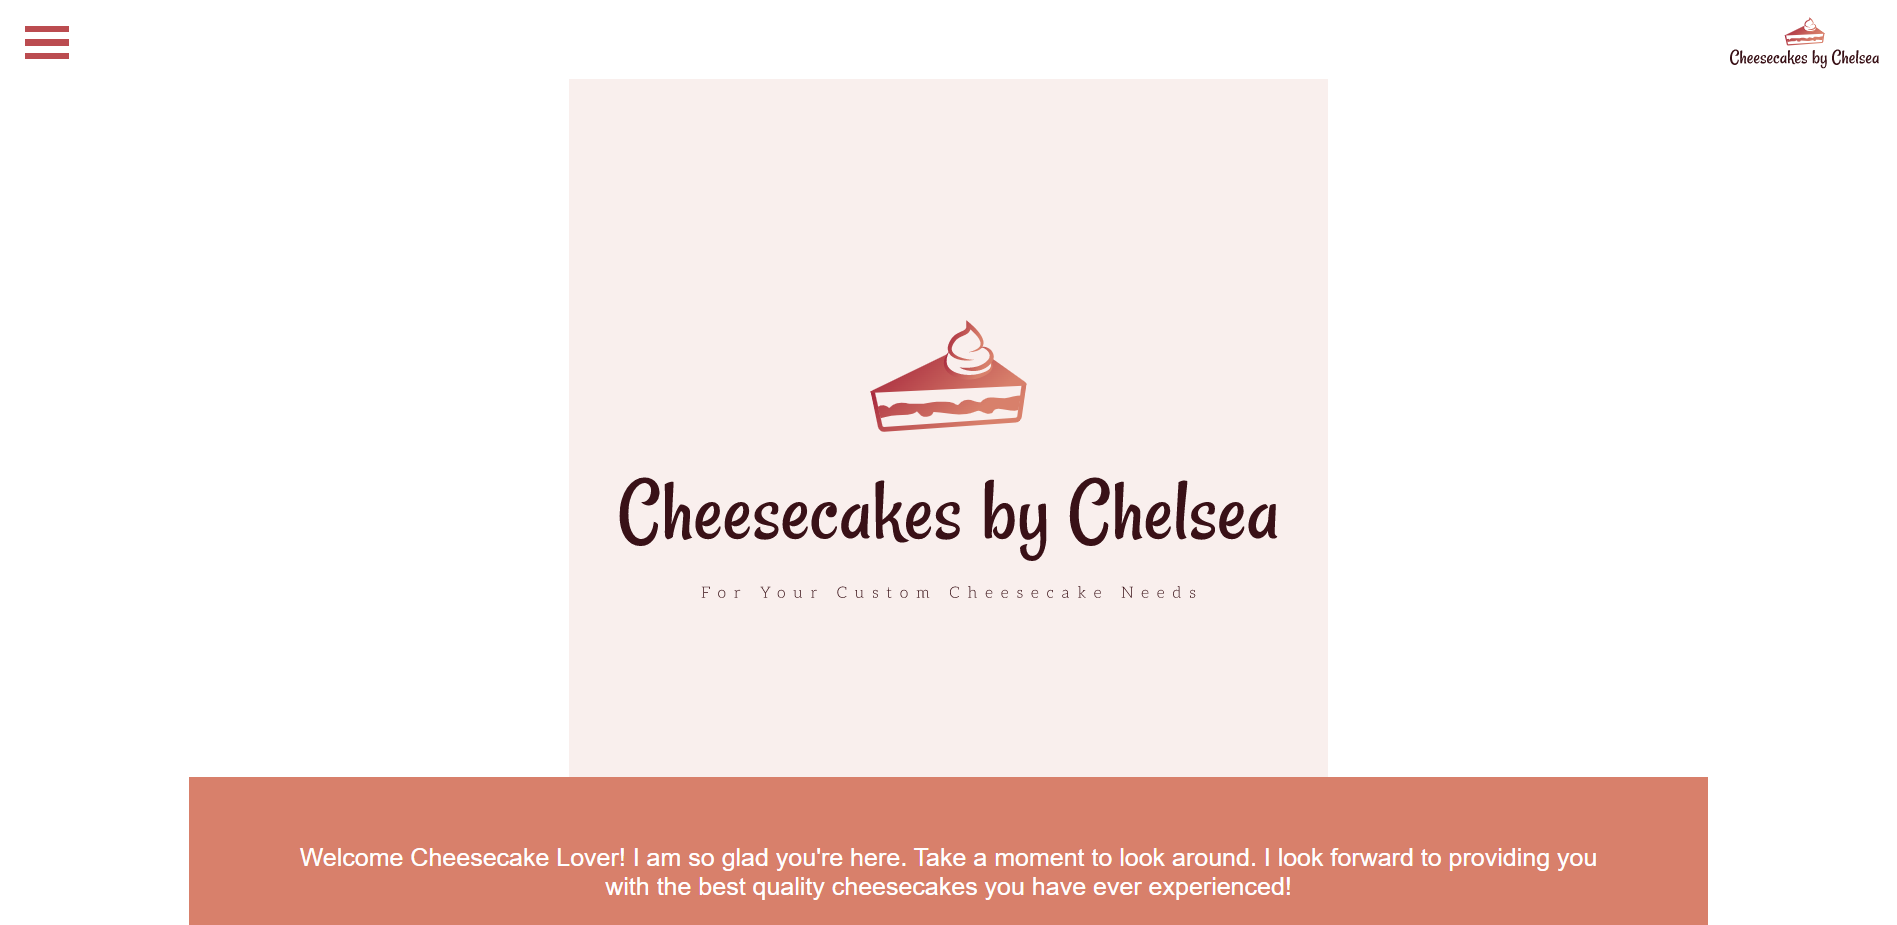 Cheesecakes by Chelsea
Cheesecakes by Chelsea
For Your Custom Cheesecake Needs
Welcome Cheesecake Lover! I am so glad you're here. Take a moment to look around. I look forward to providing you
with the best quality cheesecakes you have ever experienced!